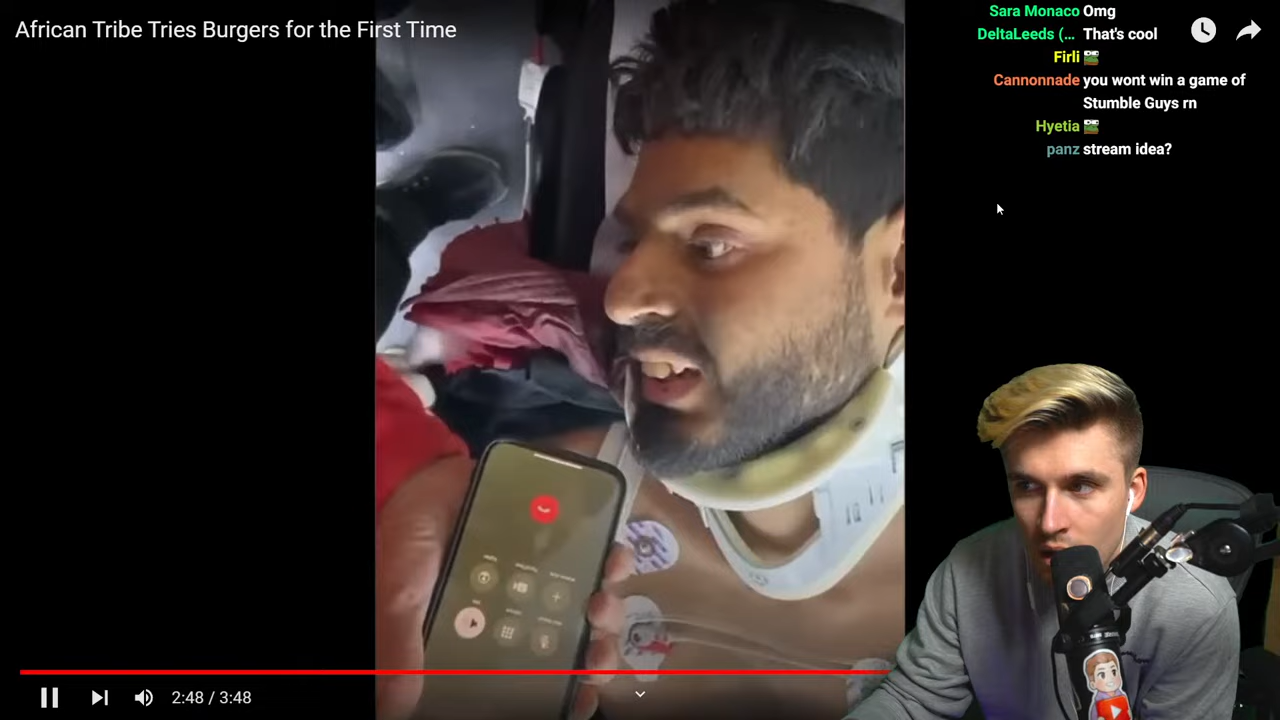 African Tribe Tries Burgers for the First Time
Sara Monaco Omg
DeltaLeeds (… That's cool
Firli
Cannonnade you wont win a game of
Stumble Guys rn
Hyetia
panz stream idea?
2:48 / 3:48